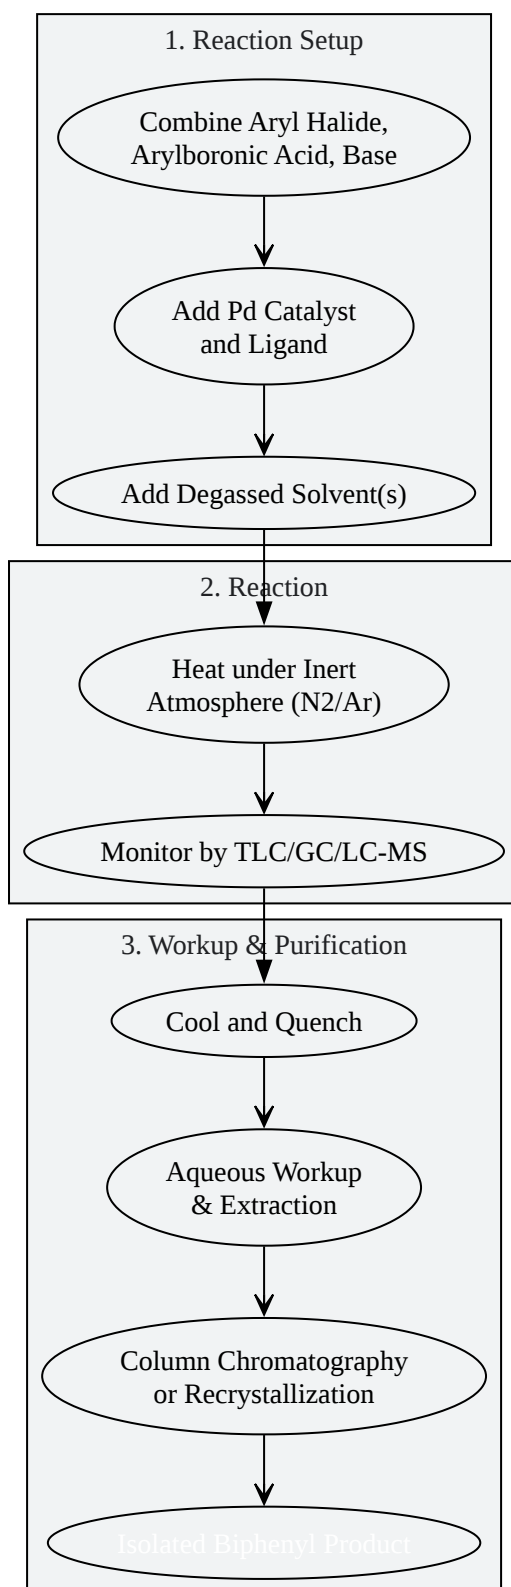 1. Reaction Setup
Combine Aryl Halide,
Arylboronic Acid, Base
Add Pd Catalyst
and Ligand
Add Degassed Solvent(s)
2. Reaction
Heat under Inert
Atmosphere (N2/Ar)
Monitor by TLC/GC/LC-MS
3. Workup & Purification
Cool and Quench
Aqueous Workup
& Extraction
Column Chromatography
or Recrystallization
Isolated Biphenyl Product